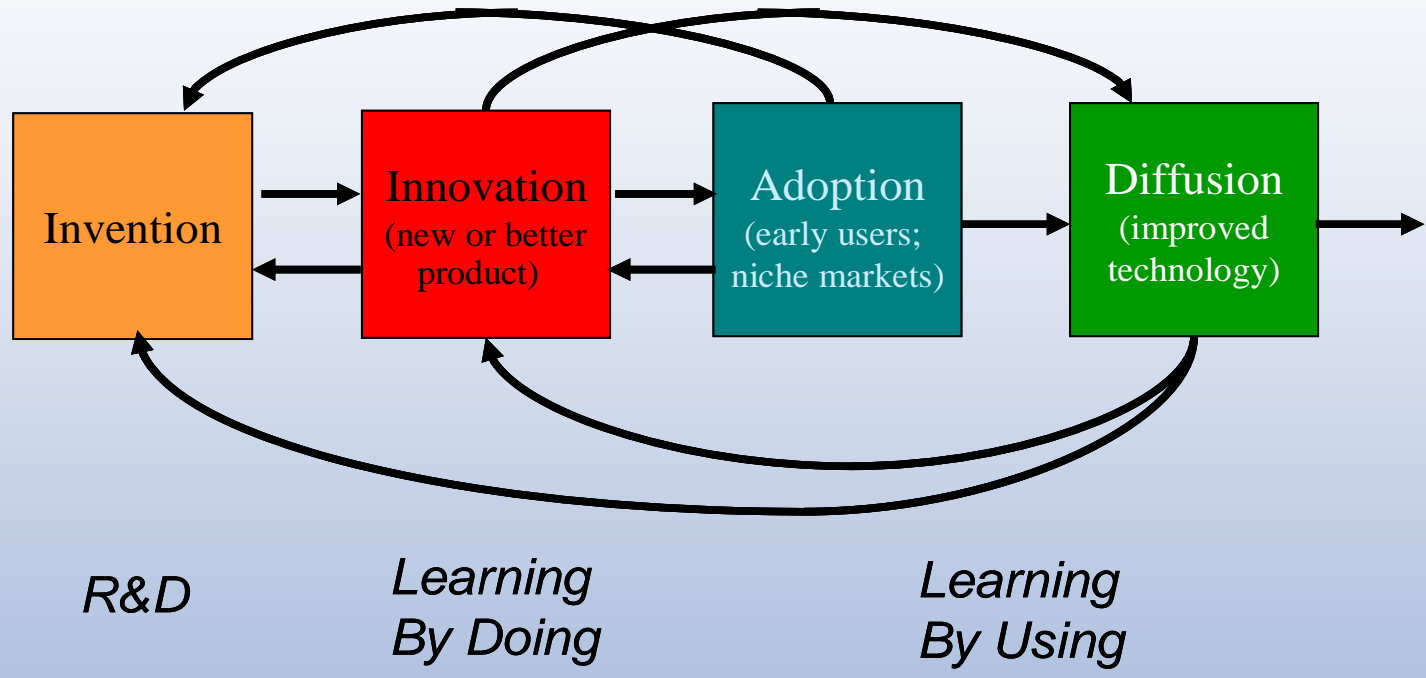 Invention
Innovation
(new or better
product)
Adoption
(early users;
niche markets)
Diffusion
(improved
technology)
R&D
Learning
By Doing
Learning
By Using